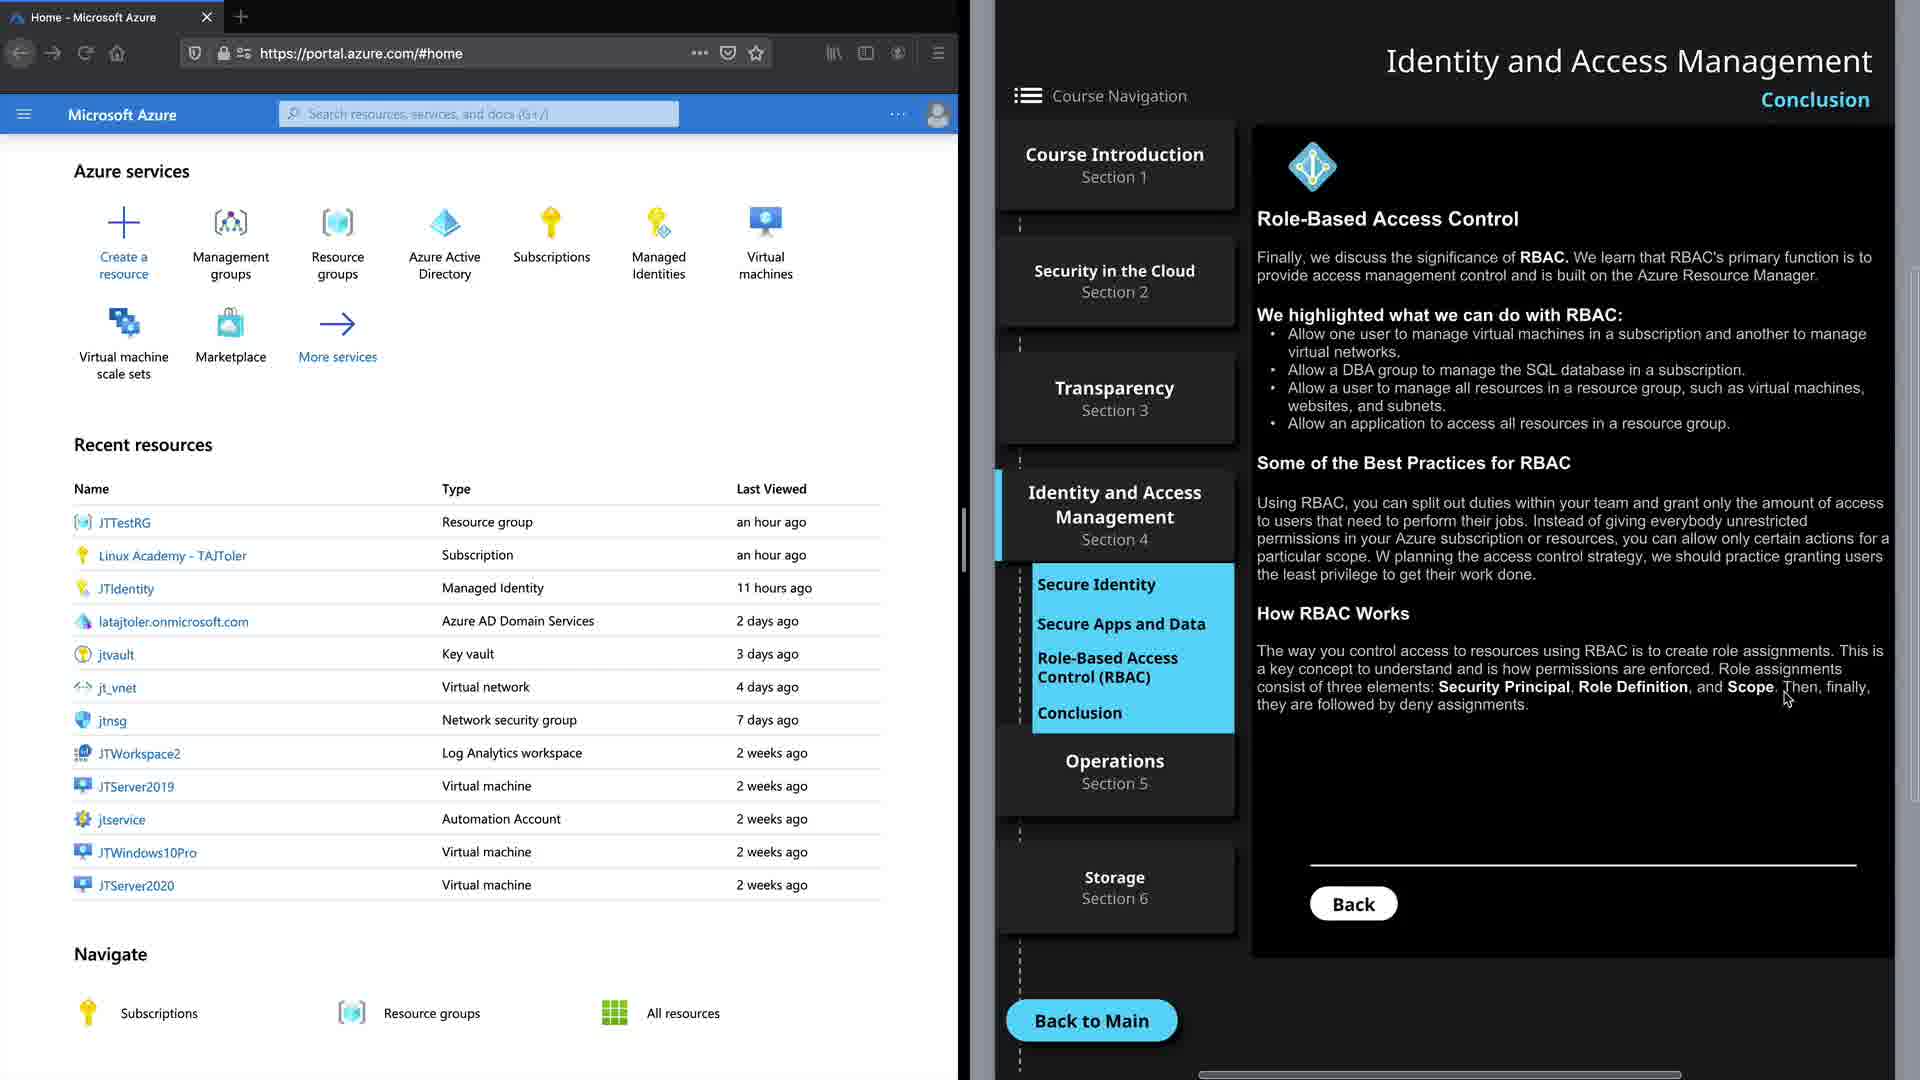 Home - Microsoft Azure
https://portal.azure.com/#home
Microsoft Azure
Search resources, services, and docs (G+/)
Azure services
Create a resource
Management groups
Resource groups
Azure Active Directory
Subscriptions
Managed Identities
Virtual machines
Virtual machine scale sets
Marketplace
More services
Recent resources
Name Type Last Viewed
JTTestRG Resource group an hour ago
Linux Academy - TAJToler Subscription an hour ago
JTIdentity Managed Identity 11 hours ago
latajtoler.onmicrosoft.com Azure AD Domain Services 2 days ago
jtvault Key vault 3 days ago
jt_vnet Virtual network 4 days ago
jtnsg Network security group 7 days ago
JTWorkspace2 Log Analytics workspace 2 weeks ago
JTServer2019 Virtual machine 2 weeks ago
jtservice Automation Account 2 weeks ago
JTWindows10Pro Virtual machine 2 weeks ago
JTServer2020 Virtual machine 2 weeks ago
Navigate
Subscriptions
Resource groups
All resources
Identity and Access Management
Conclusion
Course Navigation
Course Introduction
Section 1
Security in the Cloud
Section 2
Transparency
Section 3
Identity and Access
Management
Section 4
Secure Identity
Secure Apps and Data
Role-Based Access
Control (RBAC)
Conclusion
Operations
Section 5
Storage
Section 6
Back to Main
Role-Based Access Control
Finally, we discuss the significance of RBAC. We learn that RBAC's primary function is to
provide access management control and is built on the Azure Resource Manager.
We highlighted what we can do with RBAC:
• Allow one user to manage virtual machines in a subscription and another to manage
virtual networks.
• Allow a DBA group to manage the SQL database in a subscription.
• Allow a user to manage all resources in a resource group, such as virtual machines,
websites, and subnets.
• Allow an application to access all resources in a resource group.
Some of the Best Practices for RBAC
Using RBAC, you can split out duties within your team and grant only the amount of access
to users that need to perform their jobs. Instead of giving everybody unrestricted
permissions in your Azure subscription or resources, you can allow only certain actions for a
particular scope. W planning the access control strategy, we should practice granting users
the least privilege to get their work done.
How RBAC Works
The way you control access to resources using RBAC is to create role assignments. This is
a key concept to understand and is how permissions are enforced. Role assignments
consist of three elements: Security Principal, Role Definition, and Scope. Then, finally,
they are followed by deny assignments.
Back